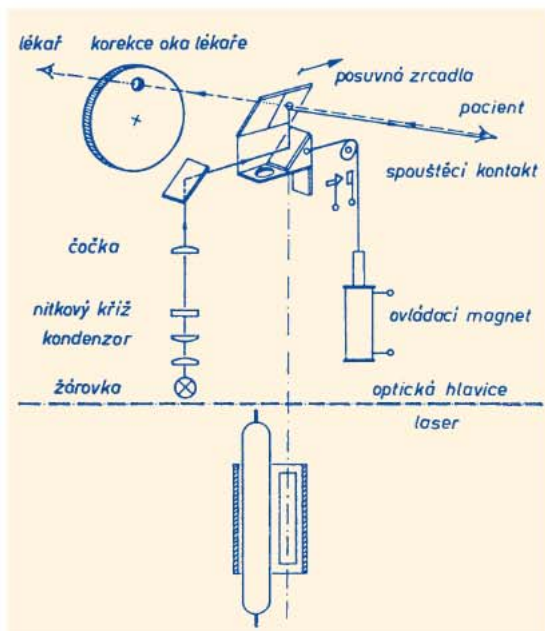 lékař korekce oka lékaře
posuvná zrcadla
pacient
spouštěcí kontakt
čočka
nitkový kříž
kondenzor
žárovka
ovládací magnet
optická hlavice
laser